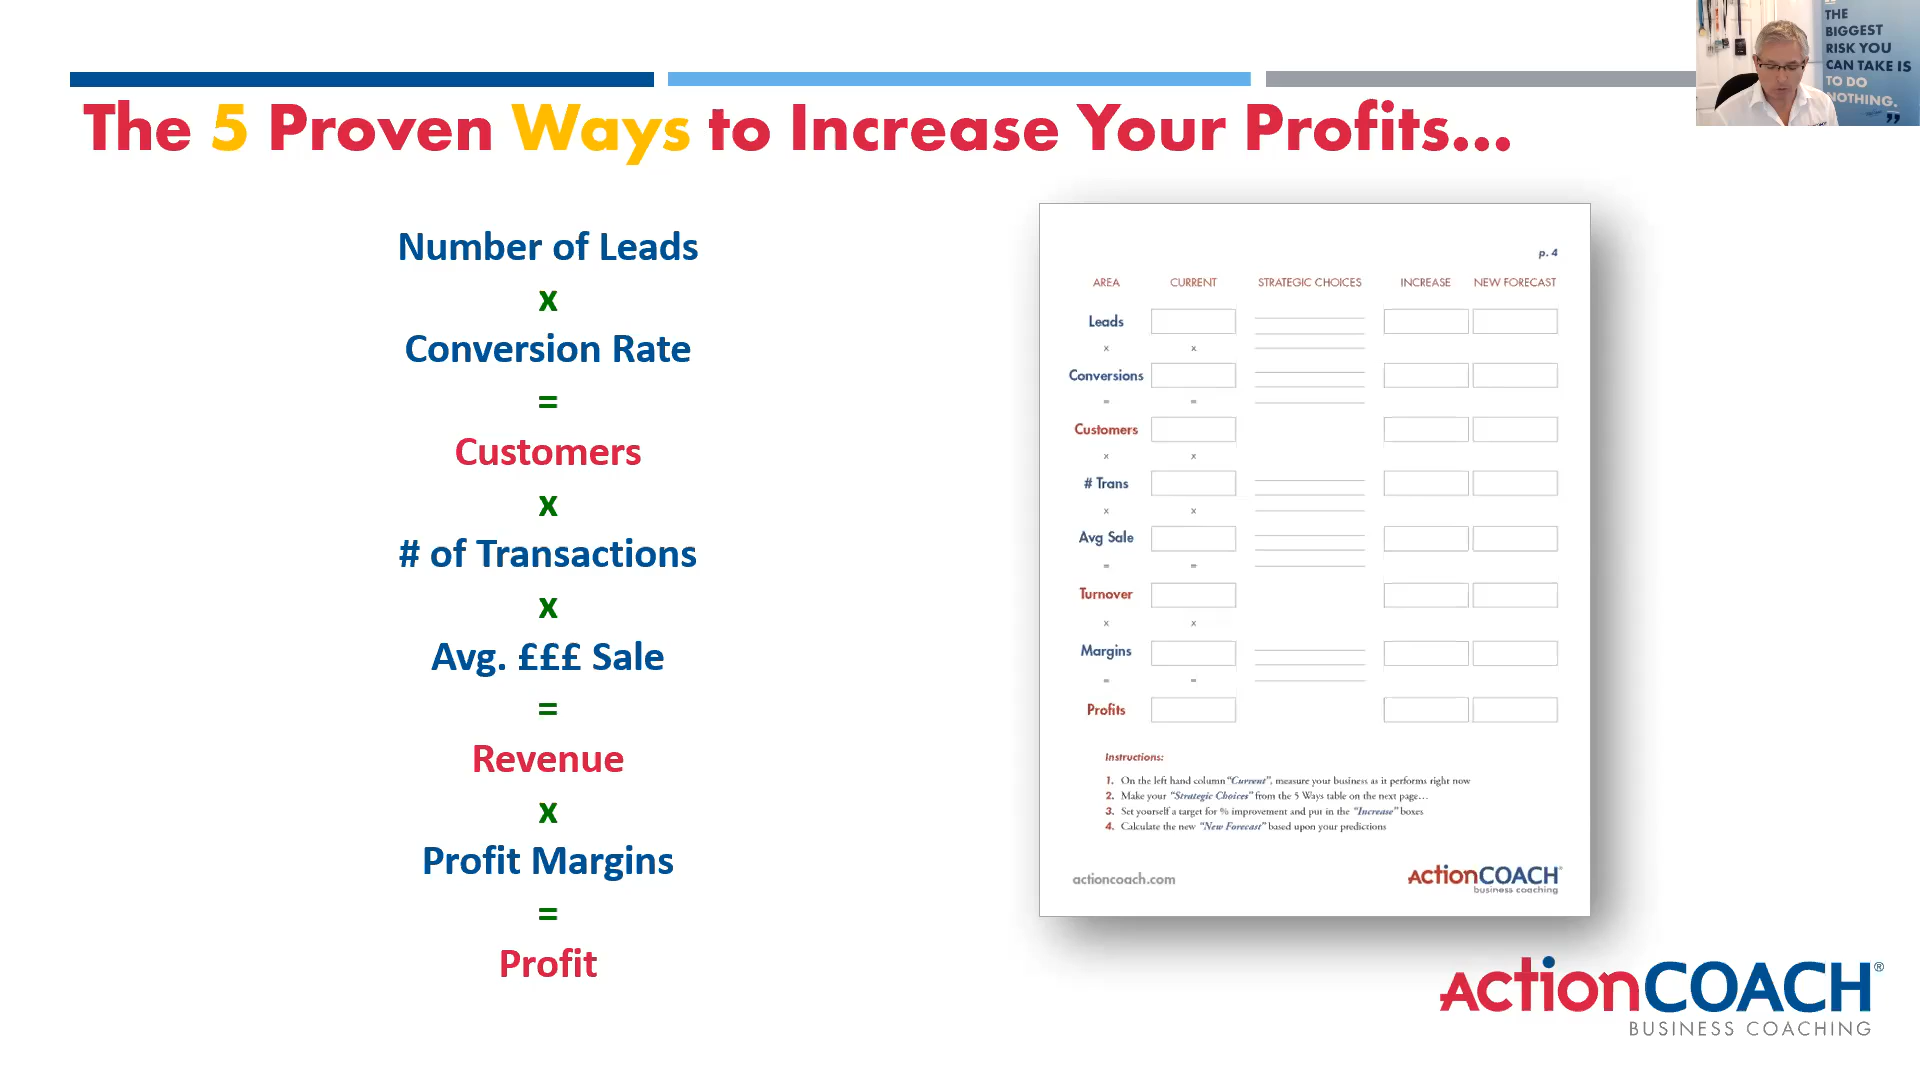 THE
BIGGEST
RISK YOU
CAN TAKE IS
TO DO
NOTHING.
The 5 Proven Ways to Increase Your Profits...
Number of Leads
x
Conversion Rate
=
Customers
x
# of Transactions
x
Avg. £££ Sale
=
Revenue
x
Profit Margins
=
Profit
p. 4
AREA CURRENT STRATEGIC CHOICES INCREASE NEW FORECAST
Leads
x x
Conversions
= =
Customers
x x
# Trans
x x
Avg Sale
= =
Turnover
x x
Margins
= =
Profits
Instructions:
1. On the left hand column "Current", measure your business as it performs right now
2. Make your "Strategic Choices" from the 5 Ways table on the next page...
3. Set yourself a target for % improvement and put in the "Increase" boxes
4. Calculate the new "New Forecast" based upon your predictions
actioncoach.com
ActionCOACH®
business coaching
ActionCOACH®
BUSINESS COACHING